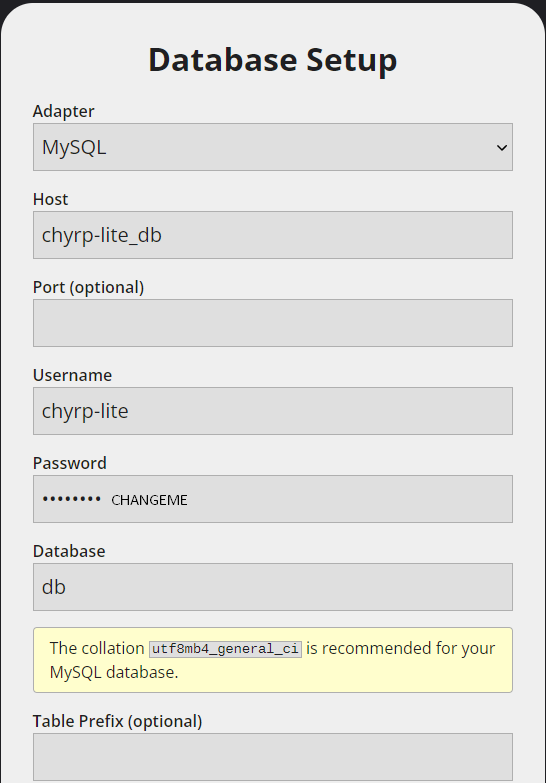 Database Setup
Adapter
MySQL
Host
chyrp-lite_db
Port (optional)
Username
chyrp-lite
Password
•••••••• CHANGEME
Database
db
The collation utf8mb4_general_ci is recommended for your
MySQL database.
Table Prefix (optional)